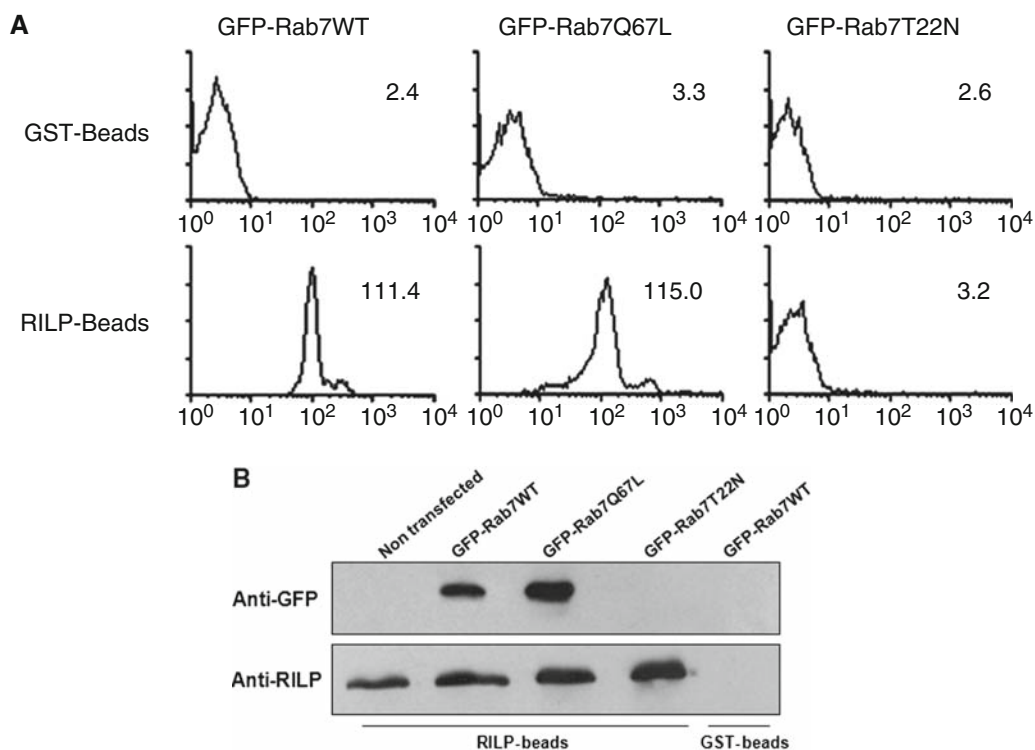 A
GFP-Rab7WT GFP-Rab7Q67L GFP-Rab7T22N
GST-Beads
2.4 3.3 2.6
10⁰ 10¹ 10² 10³ 10⁴ 10⁰ 10¹ 10² 10³ 10⁴ 10⁰ 10¹ 10² 10³ 10⁴
RILP-Beads
111.4 115.0 3.2
10⁰ 10¹ 10² 10³ 10⁴ 10⁰ 10¹ 10² 10³ 10⁴ 10⁰ 10¹ 10² 10³ 10⁴
B
Non transfected
GFP-Rab7WT
GFP-Rab7Q67L
GFP-Rab7T22N
GFP-Rab7WT
Anti-GFP
Anti-RILP
RILP-beads GST-beads